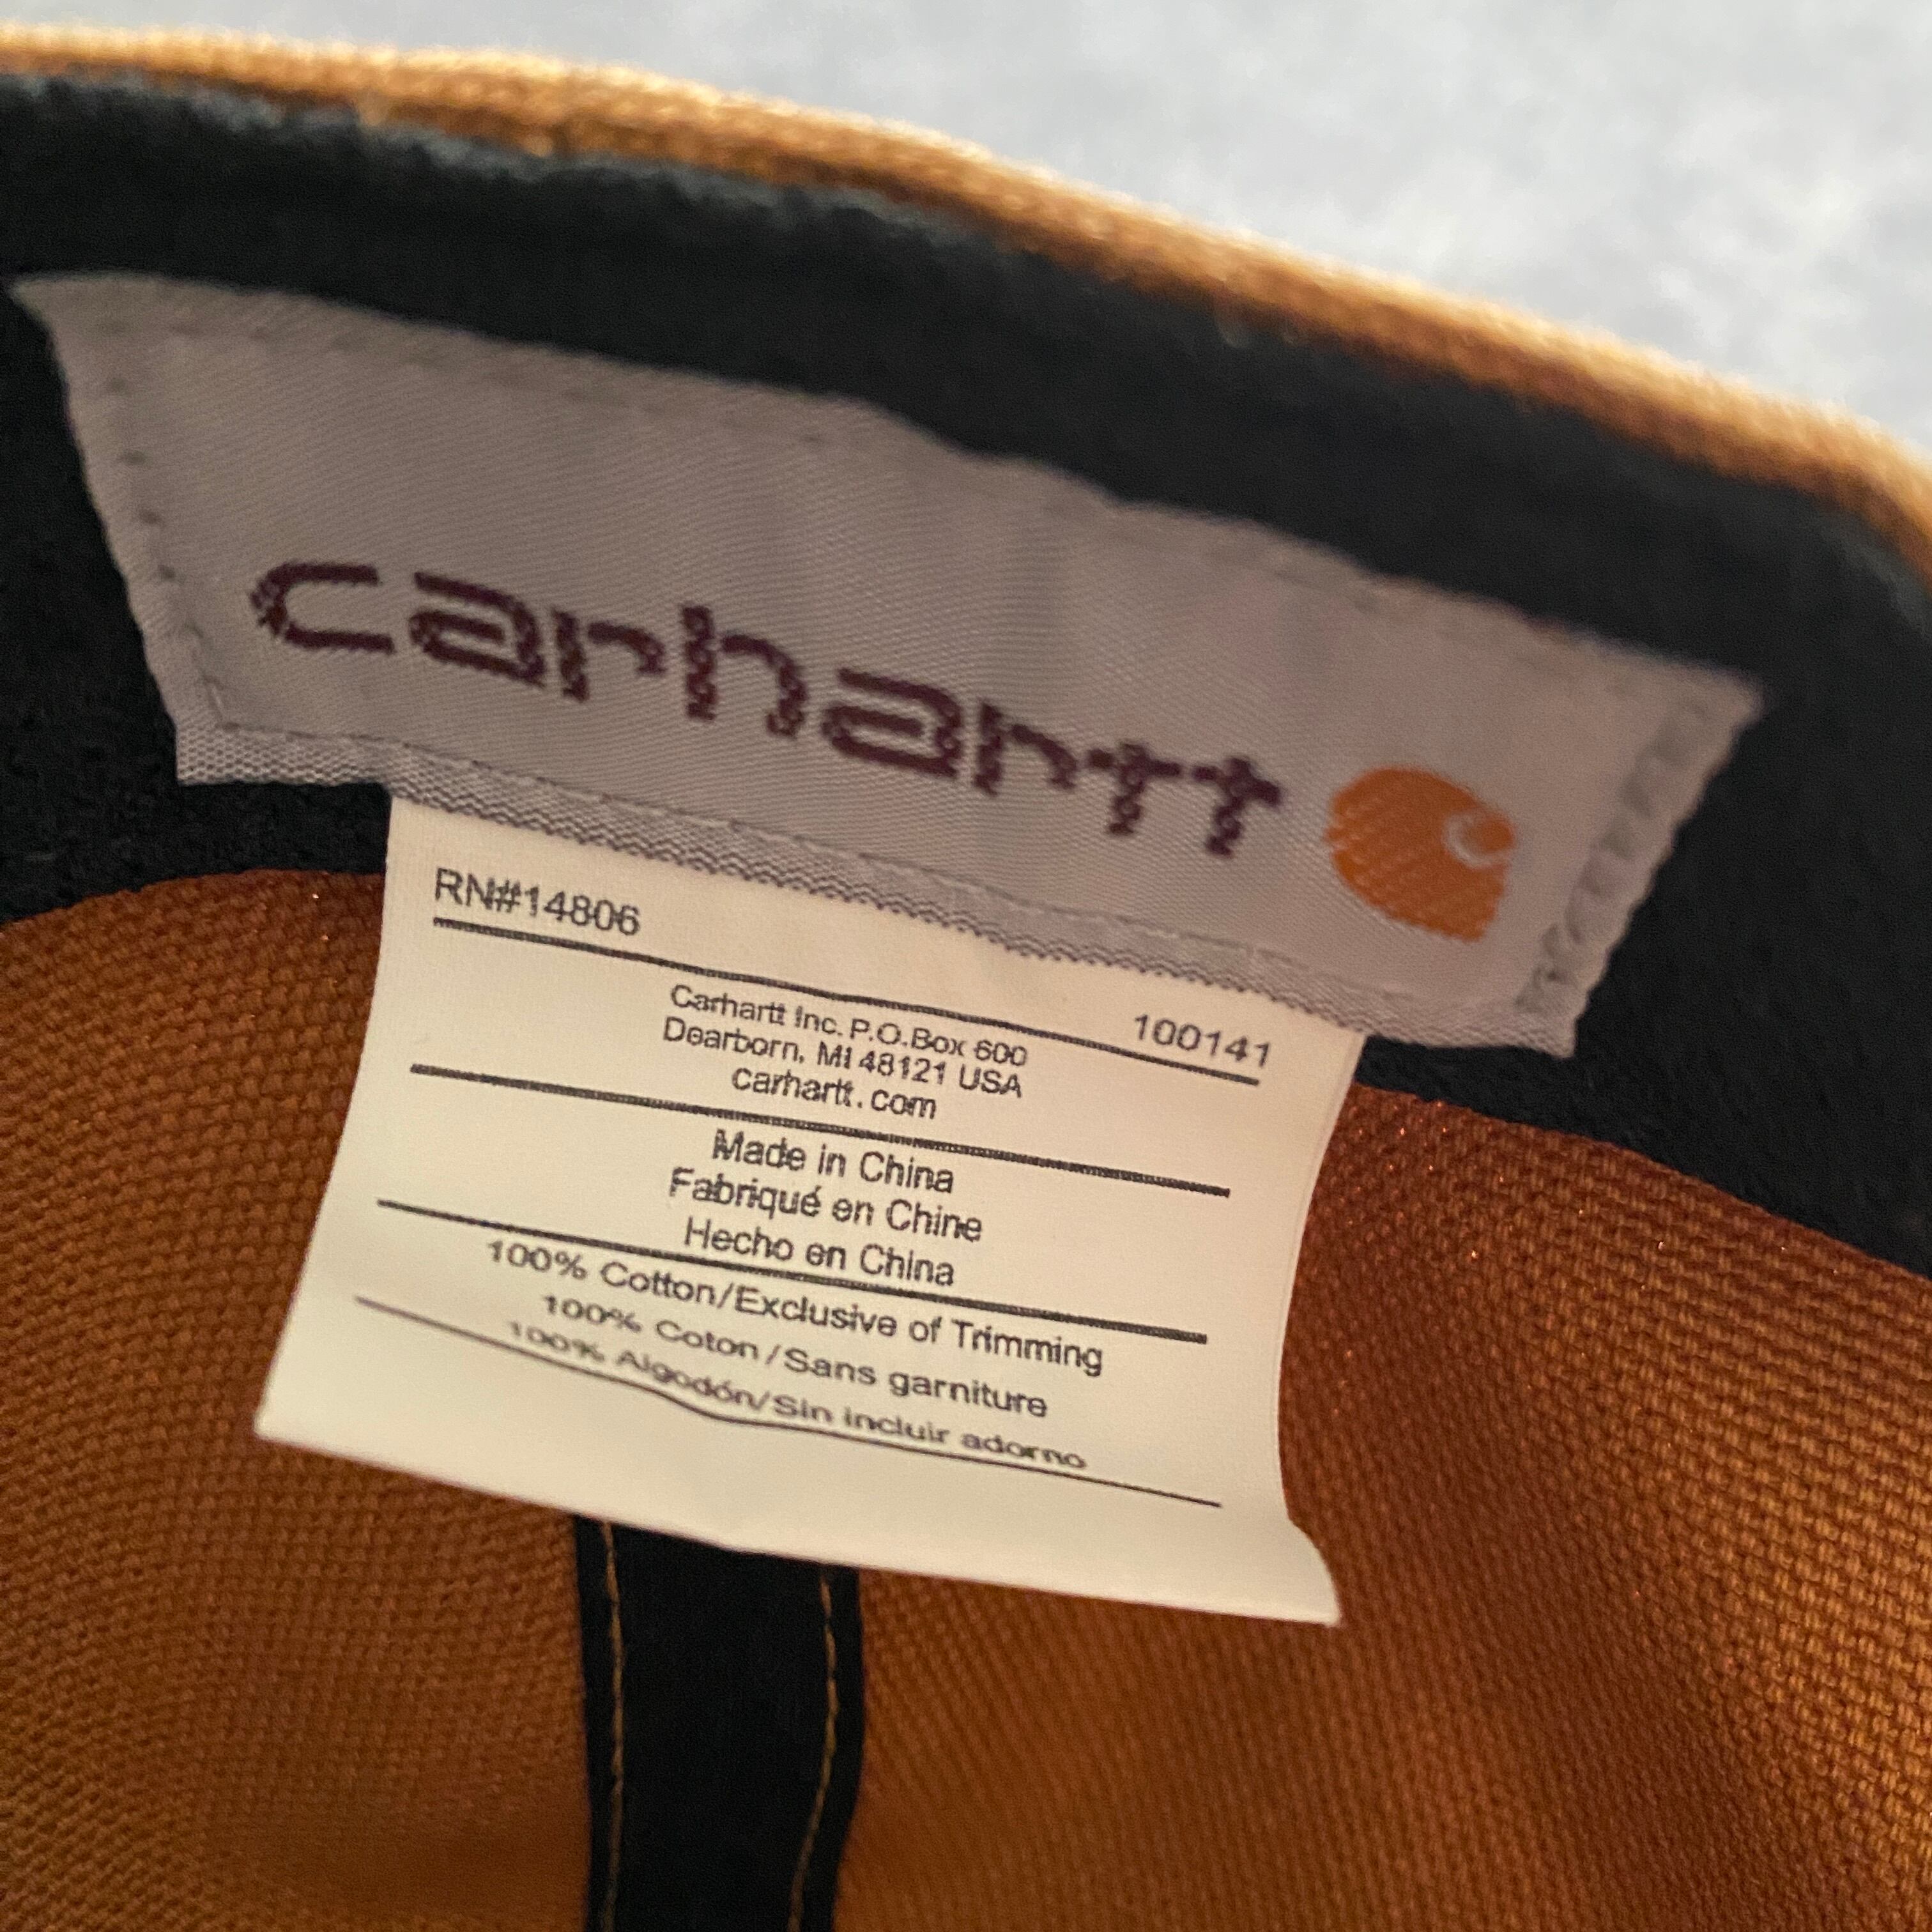 carhartt
RN#14806
100141
Carhartt Inc. P.O.Box 600
Dearborn, MI 48121 USA
carhartt.com
Made in China
Fabriqué en Chine
Hecho en China
100% Cotton/Exclusive of Trimming
100% Coton/Sans garniture
100% Algodón/Sin incluir adorno